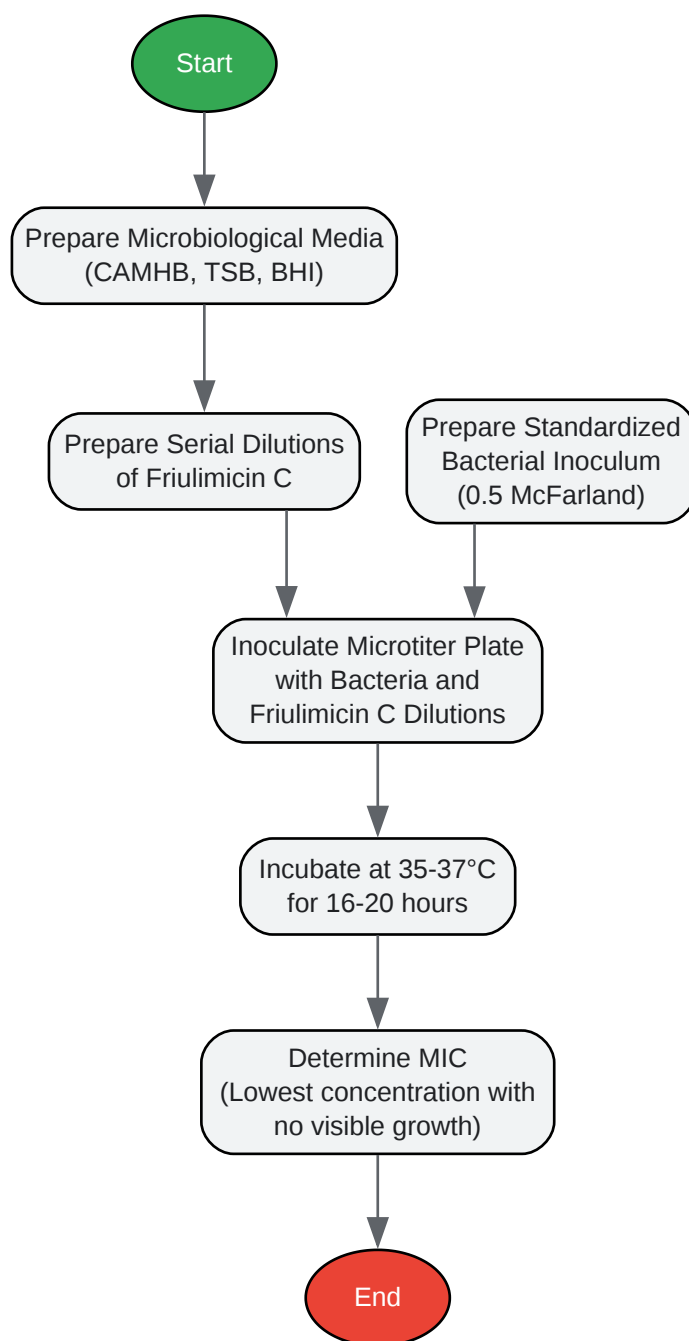 Start
Prepare Microbiological Media
(CAMHB, TSB, BHI)
Prepare Serial Dilutions
of Friulimicin C
Prepare Standardized
Bacterial Inoculum
(0.5 McFarland)
Inoculate Microtiter Plate
with Bacteria and
Friulimicin C Dilutions
Incubate at 35-37°C
for 16-20 hours
Determine MIC
(Lowest concentration with
no visible growth)
End